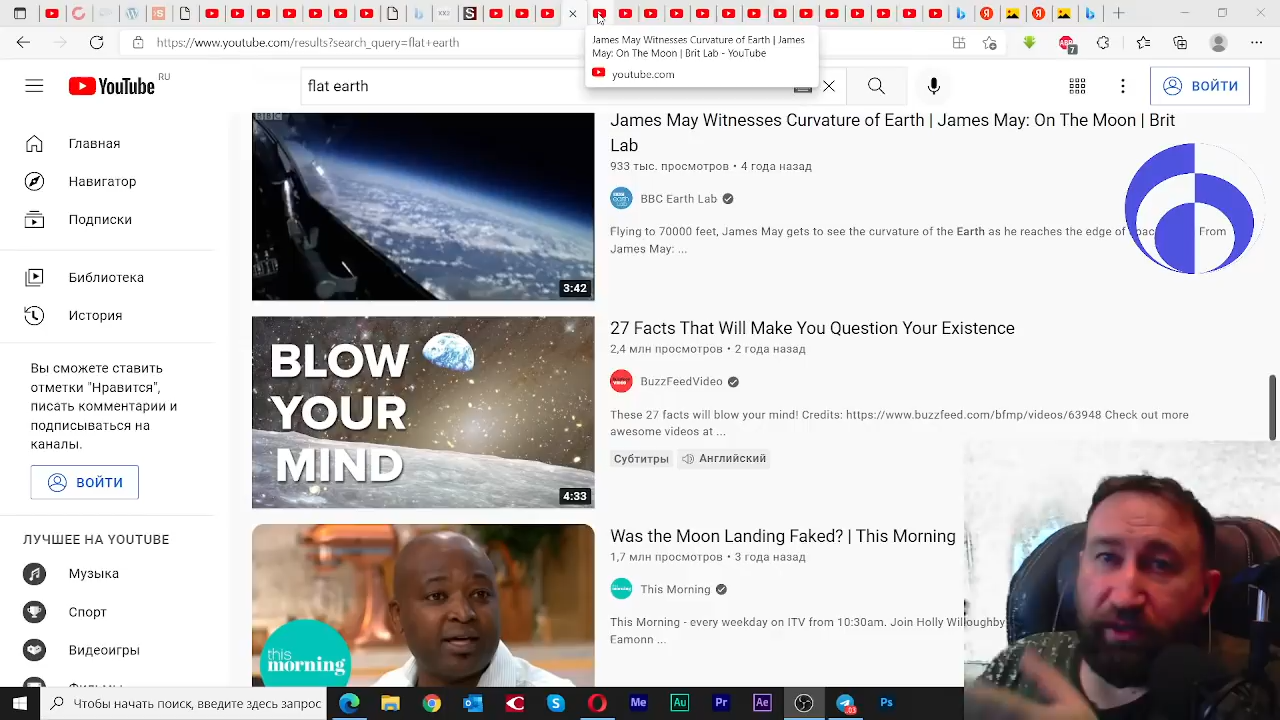 https://www.youtube.com/results?search_query=flat+earth
7
James May Witnesses Curvature of Earth | James
May: On The Moon | Brit Lab - YouTube
youtube.com
YouTube
RU
flat earth
ВОЙТИ
Главная
Навигатор
Подписки
Библиотека
История
Вы сможете ставить
отметки "Нравится",
писать комментарии и
подписываться на
каналы.
ВОЙТИ
ЛУЧШЕЕ НА YOUTUBE
Музыка
Спорт
Видеоигры
BBC
3:42
James May Witnesses Curvature of Earth | James May: On The Moon | Brit
Lab
933 тыс. просмотров • 4 года назад
BBC Earth Lab
Flying to 70000 feet, James May gets to see the curvature of the Earth as he reaches the edge of From
James May: ...
BLOW
YOUR
MIND
4:33
27 Facts That Will Make You Question Your Existence
2,4 млн просмотров • 2 года назад
BuzzFeedVideo
These 27 facts will blow your mind! Credits: https://www.buzzfeed.com/bfmp/videos/63948 Check out more
awesome videos at ...
Субтитры
Английский
this
morning
Was the Moon Landing Faked? | This Morning
1,7 млн просмотров • 3 года назад
This Morning
This Morning - every weekday on ITV from 10:30am. Join Holly Willoughby
Eamonn ...
Чтобы начать поиск, введите здесь запрос
Me
Au
Pr
Ae
Ps